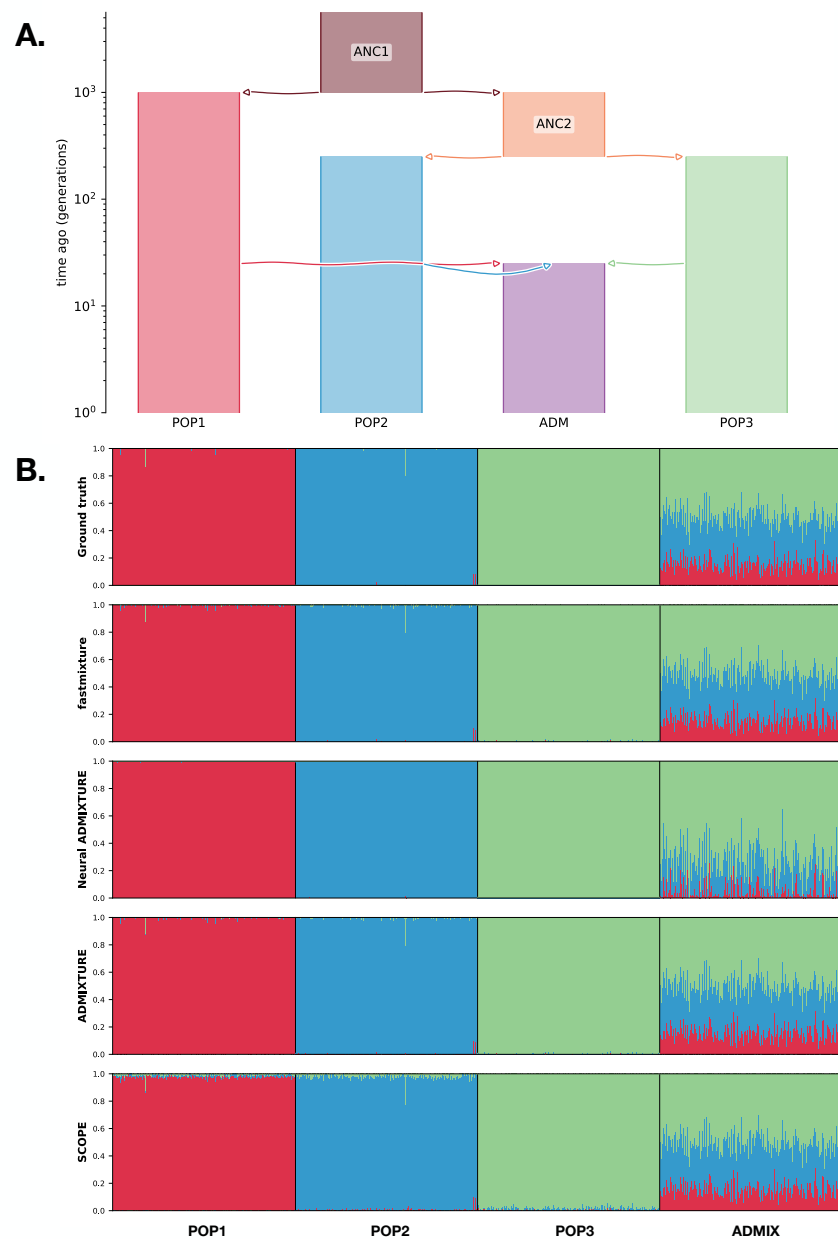 A.
ANC1
10³
ANC2
time ago (generations)
10²
10¹
10⁰
POP1 POP2 ADM POP3
B.
Ground truth
1.0
0.8
0.6
0.4
0.2
0.0
fastmixture
1.0
0.8
0.6
0.4
0.2
0.0
Neural ADMIXTURE
1.0
0.8
0.6
0.4
0.2
0.0
ADMIXTURE
1.0
0.8
0.6
0.4
0.2
0.0
SCOPE
1.0
0.8
0.6
0.4
0.2
0.0
POP1 POP2 POP3 ADMIX